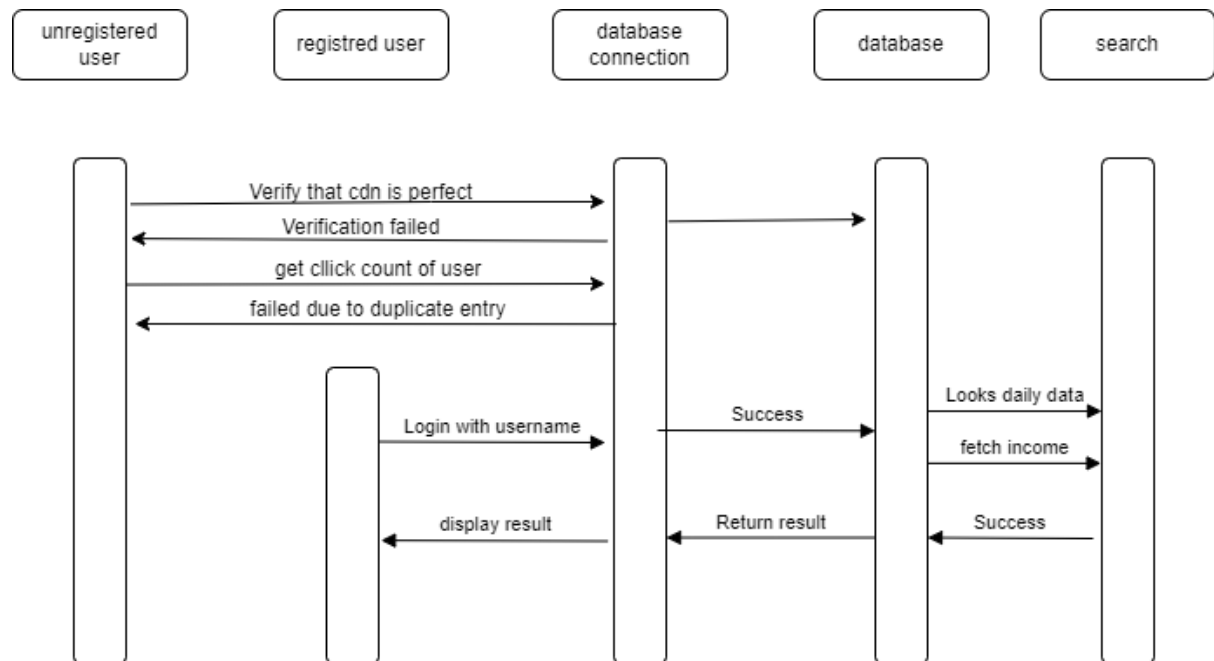 unregistered
user
registred user
database
connection
database
search
Verify that cdn is perfect
Verification failed
get cllick count of user
failed due to duplicate entry
Looks daily data
Login with username
Success
fetch income
display result
Return result
Success